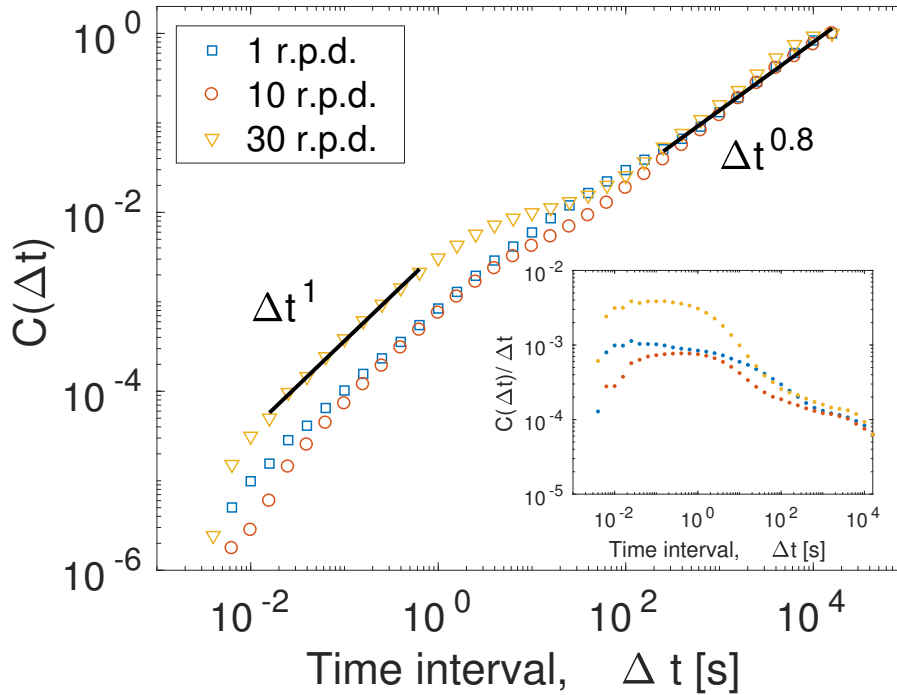 10^0
1 r.p.d.
10 r.p.d.
30 r.p.d.
Δt^0.8
10^-2
C(Δt)
Δt^1
10^-4
10^-6
10^-2
10^-3
10^-4
10^-5
C(Δt)/ Δt
10^-2 10^0 10^2 10^4
Time interval, Δt [s]
10^-2 10^0 10^2 10^4
Time interval, Δ t [s]